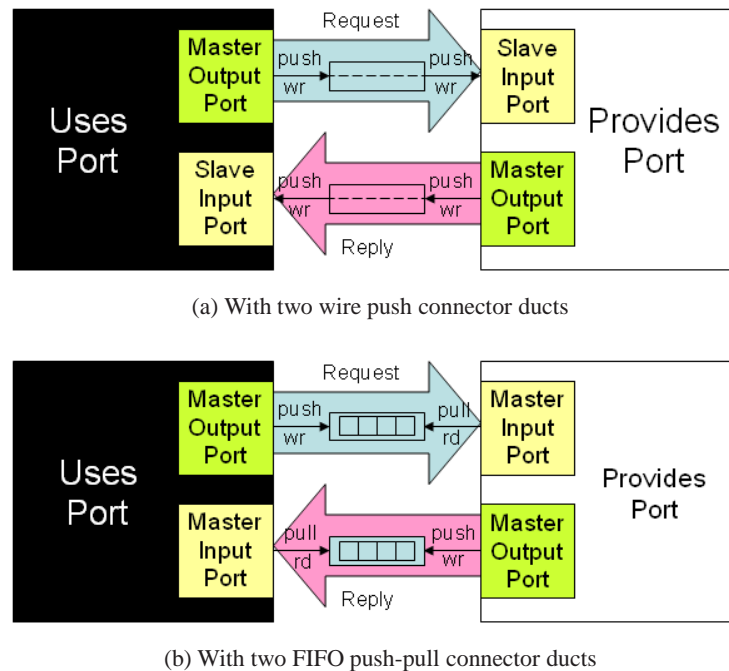 Request
Master
Output
Port
push
wr
push
wr
Slave
Input
Port
Uses
Port
Provides
Port
Slave
Input
Port
push
wr
push
wr
Master
Output
Port
Reply
(a) With two wire push connector ducts
Request
Master
Output
Port
push
wr
pull
rd
Master
Input
Port
Uses
Port
Provides
Port
Master
Input
Port
pull
rd
push
wr
Master
Output
Port
Reply
(b) With two FIFO push-pull connector ducts